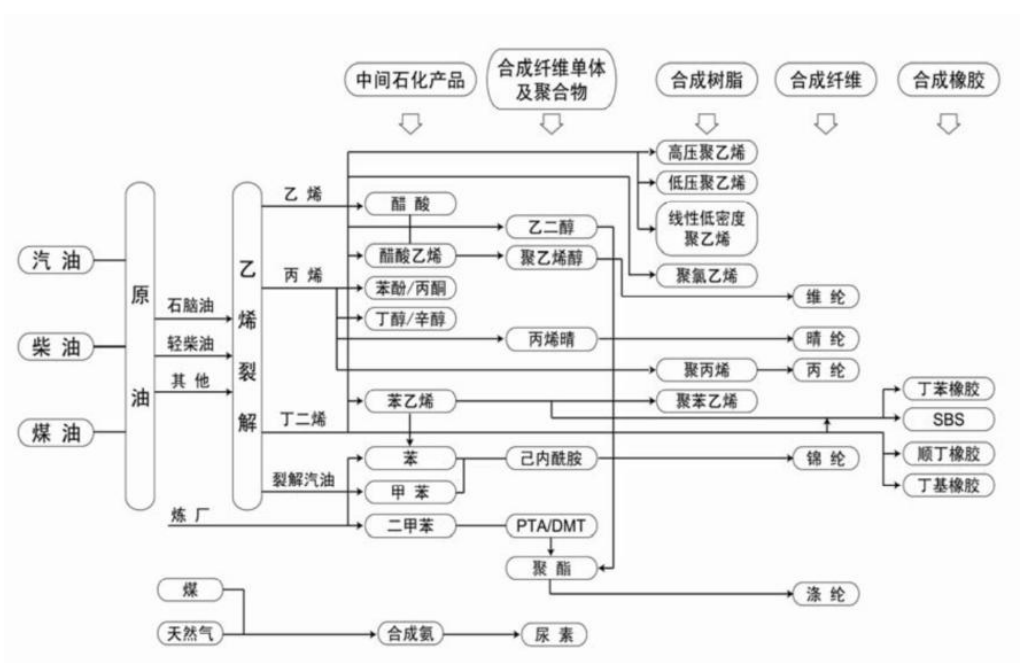 中间石化产品
合成纤维单体
及聚合物
合成树脂
合成纤维
合成橡胶
高压聚乙烯
低压聚乙烯
乙烯
醋酸
线性低密度
聚乙烯
乙二醇
汽油
醋酸乙烯
聚乙烯醇
丙烯
聚氯乙烯
苯酚/丙酮
维纶
原油
乙烯裂解
石脑油
丁醇/辛醇
轻柴油
丙烯晴
晴纶
柴油
其他
聚丙烯
丙纶
苯乙烯
聚苯乙烯
丁苯橡胶
丁二烯
SBS
煤油
苯
己内酰胺
锦纶
顺丁橡胶
裂解汽油
甲苯
丁基橡胶
炼厂
二甲苯
PTA/DMT
聚酯
煤
涤纶
天然气
合成氨
尿素